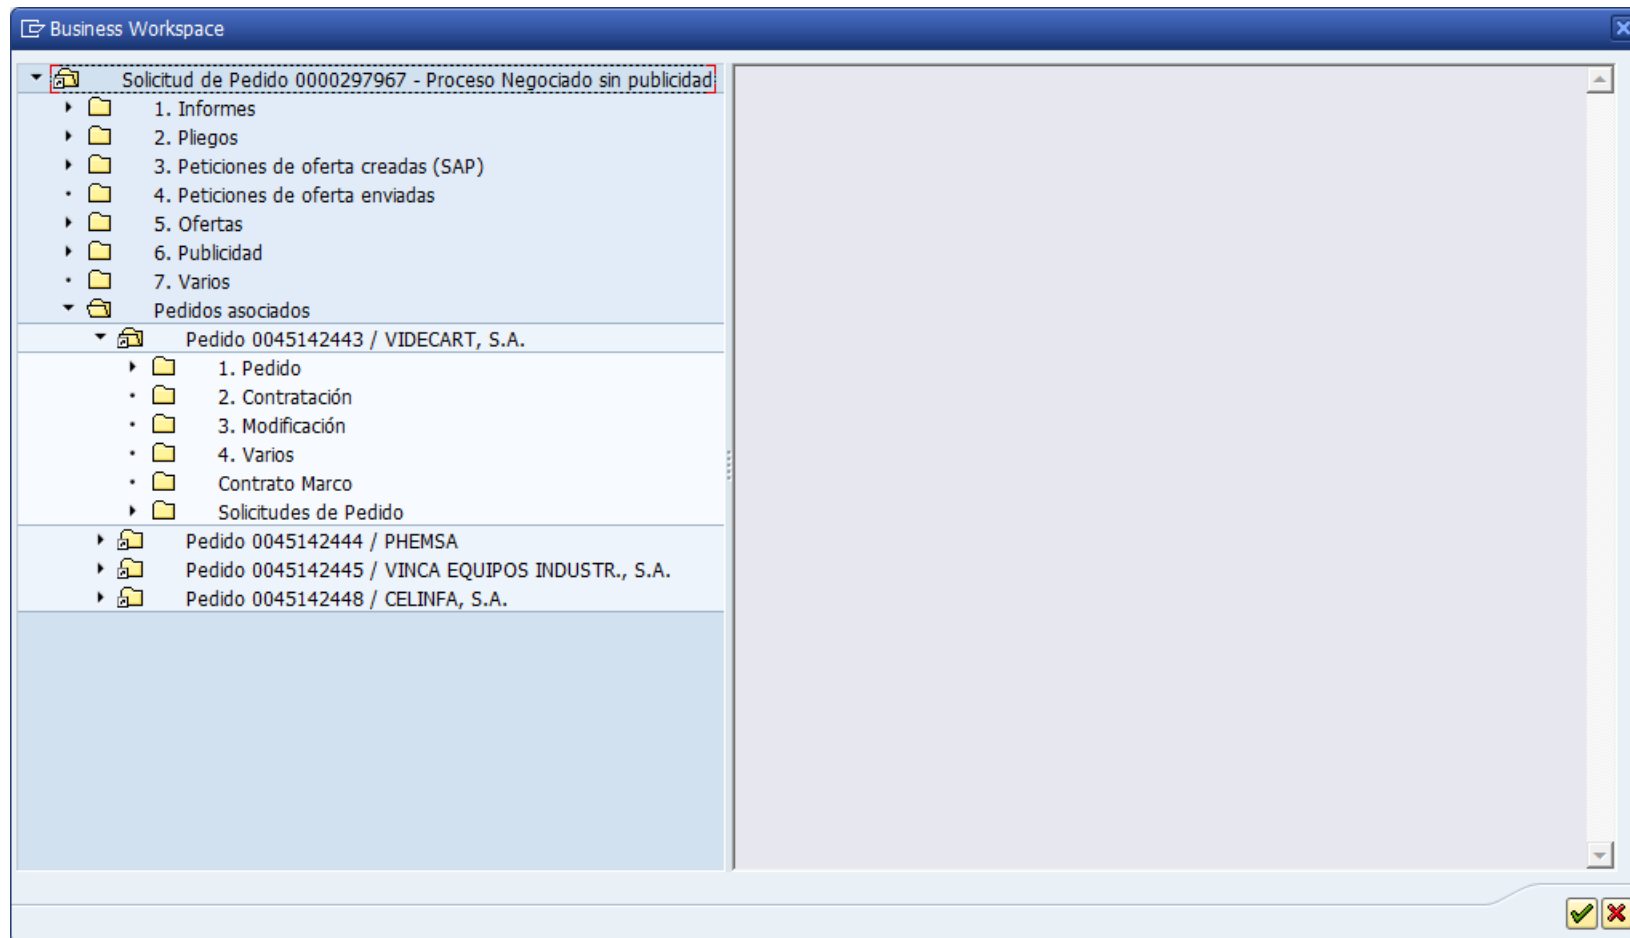 Business Workspace
Solicitud de Pedido 0000297967 - Proceso Negociado sin publicidad
1. Informes
2. Pliegos
3. Peticiones de oferta creadas (SAP)
4. Peticiones de oferta enviadas
5. Ofertas
6. Publicidad
7. Varios
Pedidos asociados
Pedido 0045142443 / VIDECART, S.A.
1. Pedido
2. Contratación
3. Modificación
4. Varios
Contrato Marco
Solicitudes de Pedido
Pedido 0045142444 / PHEMSA
Pedido 0045142445 / VINCA EQUIPOS INDUSTR., S.A.
Pedido 0045142448 / CELINFA, S.A.